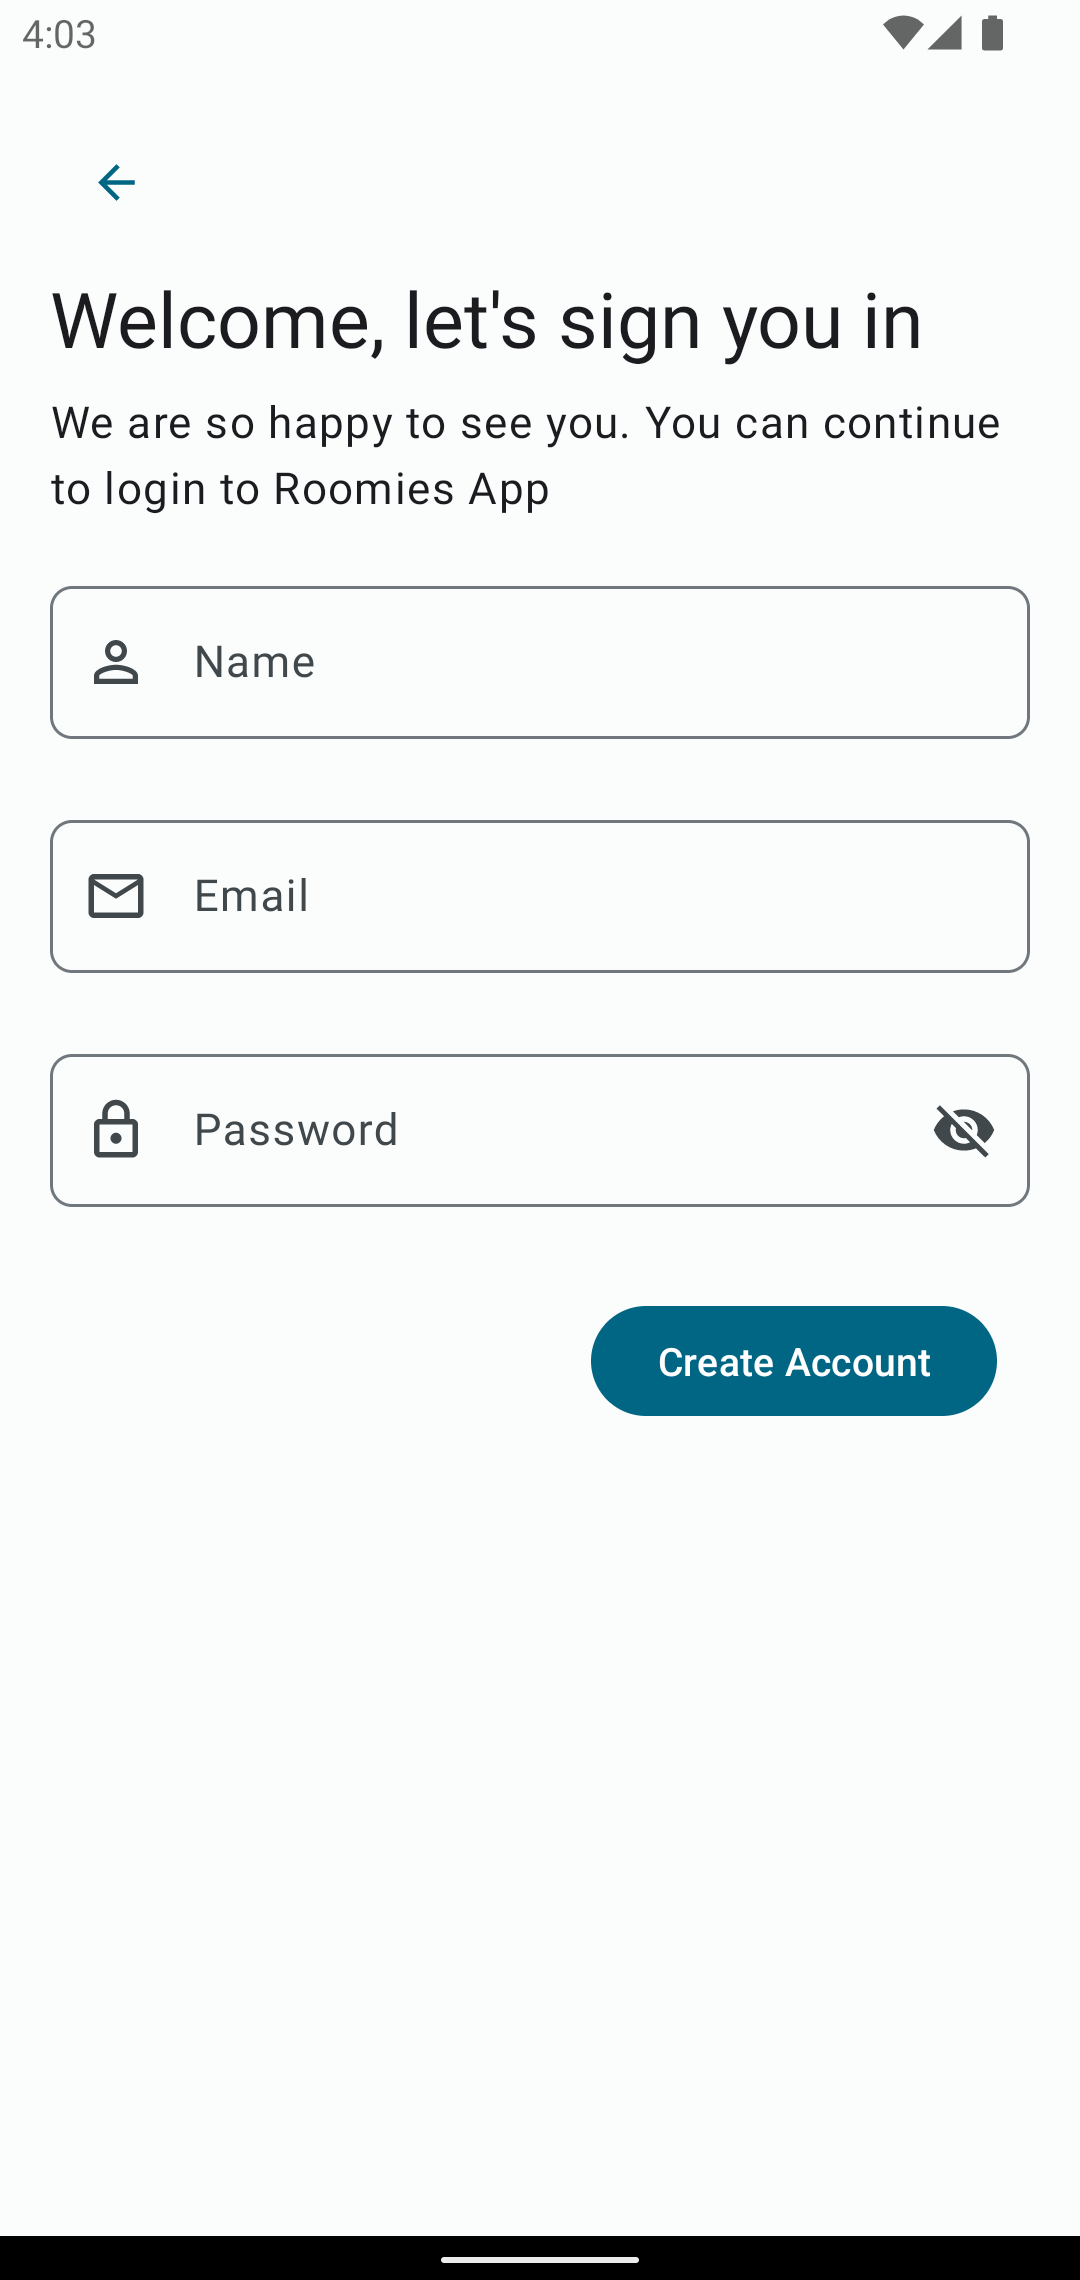 4:03
Welcome, let's sign you in
We are so happy to see you. You can continue
to login to Roomies App
Name
Email
Password
Create Account